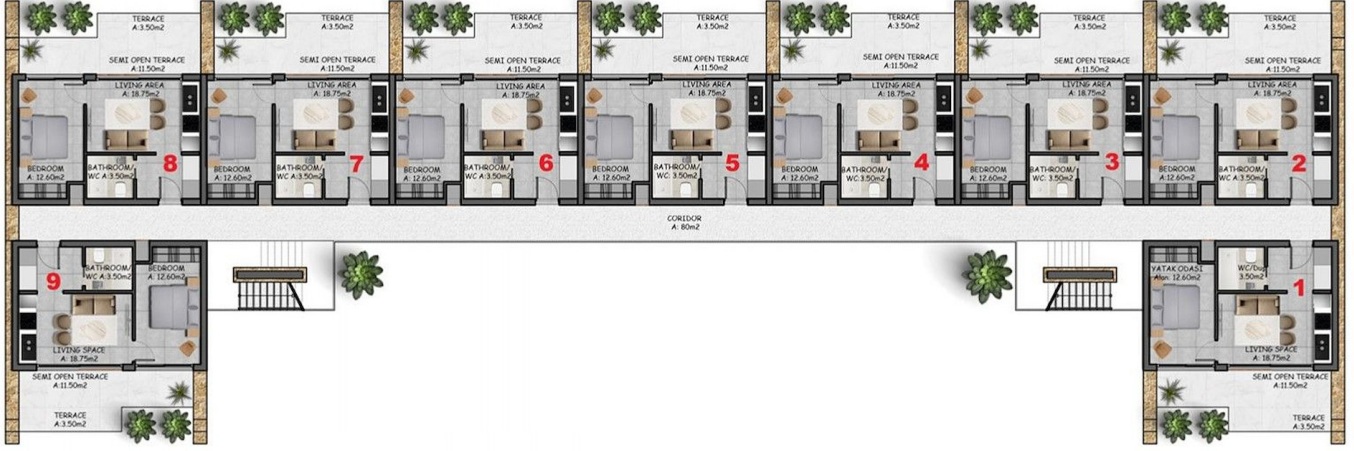 TERRACE
A:3.50m2
SEMI OPEN TERRACE
A:11.50m2
LIVING AREA
A: 18.75m2
BEDROOM
A: 12.60m2
BATHROOM/
WC A:3.50m2
8
TERRACE
A:3.50m2
SEMI OPEN TERRACE
A:11.50m2
LIVING AREA
A: 18.75m2
BEDROOM
A: 12.60m2
BATHROOM/
WC A:3.50m2
7
TERRACE
A:3.50m2
SEMI OPEN TERRACE
A:11.50m2
LIVING AREA
A: 18.75m2
BEDROOM
A: 12.60m2
BATHROOM/
WC A:3.50m2
6
TERRACE
A:3.50m2
SEMI OPEN TERRACE
A:11.50m2
LIVING AREA
A: 18.75m2
BEDROOM
A: 12.60m2
BATHROOM/
WC: 3.50m2
5
TERRACE
A:3.50m2
SEMI OPEN TERRACE
A:11.50m2
LIVING AREA
A: 18.75m2
BEDROOM
A: 12.60m2
BATHROOM/
WC:3.50m2
4
TERRACE
A:3.50m2
SEMI OPEN TERRACE
A:11.50m2
LIVING AREA
A: 18.75m2
BEDROOM
A: 12.60m2
BATHROOM/
WC: 3.50m2
3
TERRACE
A:3.50m2
SEMI OPEN TERRACE
A:11.50m2
LIVING AREA
A: 18.75m2
BEDROOM
A: 12.60m2
BATHROOM/
WC A:3.50m2
2
CORIDOR
A: 80m2
9
BATHROOM/
WC A:3.50m2
BEDROOM
A: 12.60m2
LIVING SPACE
A: 18.75m2
SEMI OPEN TERRACE
A:11.50m2
TERRACE
A:3.50m2
YATAK ODASI
Alan: 12.60m2
WC/Duş
3.50m2
1
LIVING SPACE
A: 18.75m2
SEMI OPEN TERRACE
A:11.50m2
TERRACE
A:3.50m2